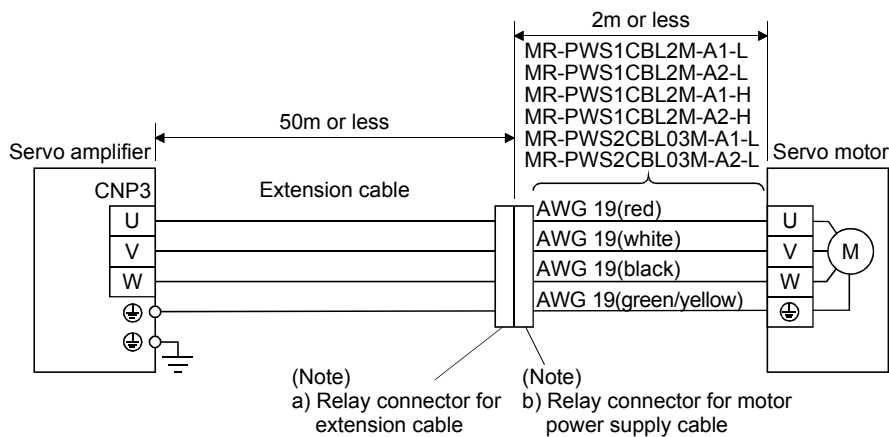 2m or less
MR-PWS1CBL2M-A1-L
MR-PWS1CBL2M-A2-L
MR-PWS1CBL2M-A1-H
MR-PWS1CBL2M-A2-H
MR-PWS2CBL03M-A1-L
MR-PWS2CBL03M-A2-L
50m or less
Servo amplifier
Servo motor
CNP3
Extension cable
U
AWG 19(red)
U
V
AWG 19(white)
V
M
W
AWG 19(black)
W
AWG 19(green/yellow)
(Note)
a) Relay connector for
extension cable
(Note)
b) Relay connector for motor
power supply cable